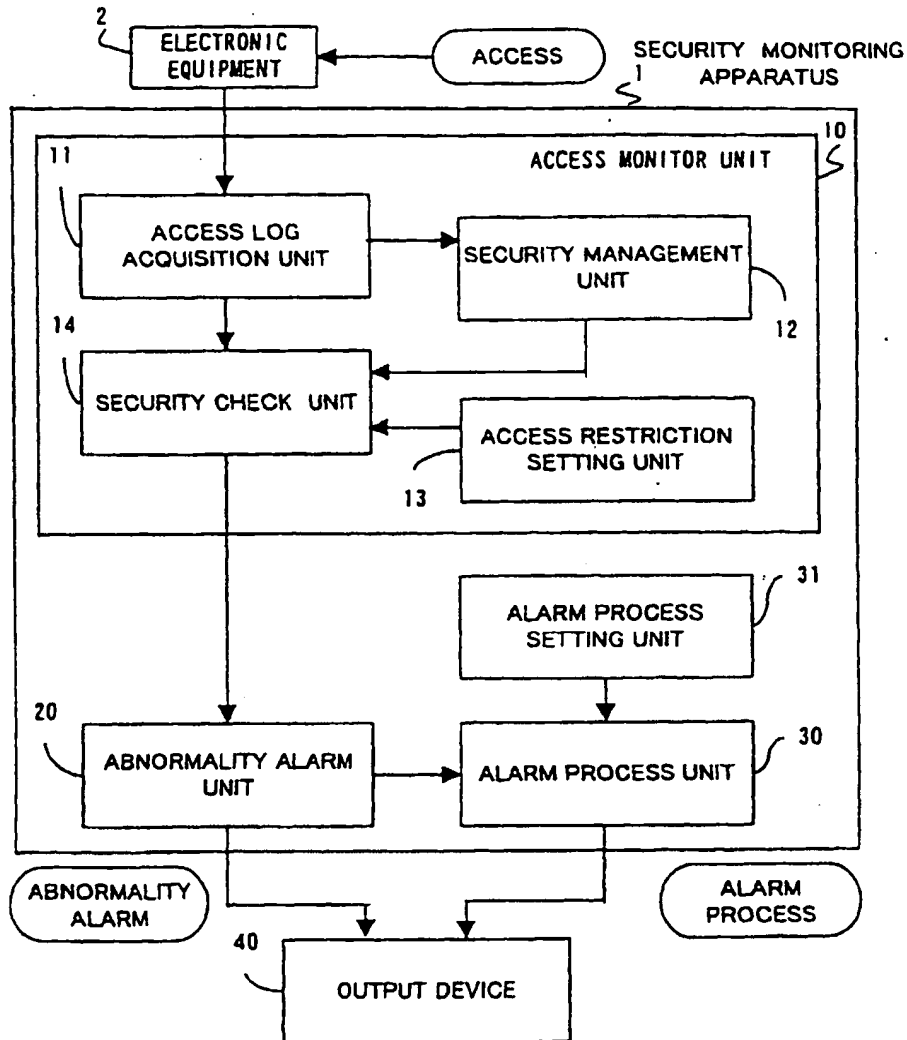 2
ELECTRONIC
EQUIPMENT
ACCESS
SECURITY MONITORING
APPARATUS
1
10
ACCESS MONITOR UNIT
11
ACCESS LOG
ACQUISITION UNIT
SECURITY MANAGEMENT
UNIT
12
14
SECURITY CHECK UNIT
ACCESS RESTRICTION
SETTING UNIT
13
31
ALARM PROCESS
SETTING UNIT
20
ABNORMALITY ALARM
UNIT
30
ALARM PROCESS UNIT
ABNORMALITY
ALARM
ALARM
PROCESS
40
OUTPUT DEVICE